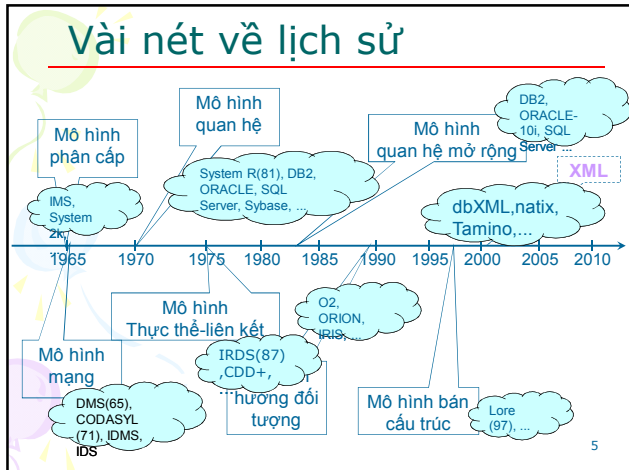 Vài nét về lịch sử
Mô hình
phân cấp
Mô hình
quan hệ
Mô hình
quan hệ mở rộng
DB2,
ORACLE-
10i, SQL
Server ...
XML
IMS,
System
2k,
System R(81), DB2,
ORACLE, SQL
Server, Sybase, ...
dbXML,natix,
Tamino,...
1965 1970 1975 1980 1985 1990 1995 2000 2005 2010
Mô hình
mạng
Mô hình
Thực thể-liên kết
O2,
ORION,
IRIS, ...
IRDS(87)
,CDD+,
...
hướng đối
tượng
Mô hình bán
cấu trúc
DMS(65),
CODASYL
(71), IDMS,
IDS
Lore
(97), ...
5